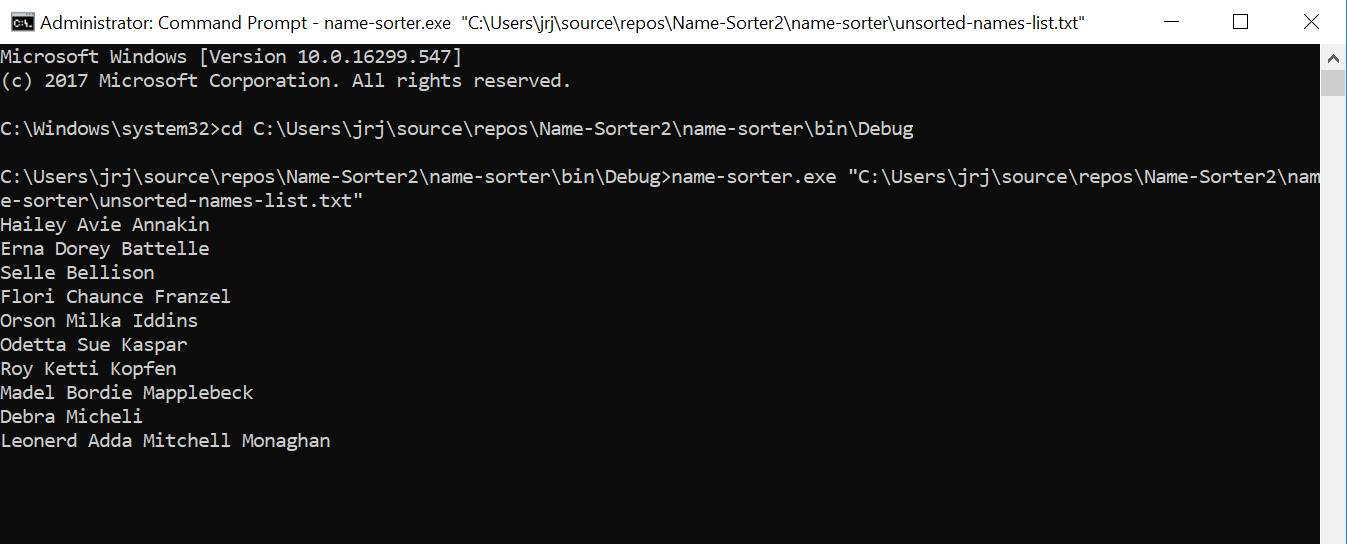 Administrator: Command Prompt - name-sorter.exe  "C:\Users\jrj\source\repos\Name-Sorter2\name-sorter\unsorted-names-list.txt"
Microsoft Windows [Version 10.0.16299.547]
(c) 2017 Microsoft Corporation. All rights reserved.
C:\Windows\system32>cd C:\Users\jrj\source\repos\Name-Sorter2\name-sorter\bin\Debug
C:\Users\jrj\source\repos\Name-Sorter2\name-sorter\bin\Debug>name-sorter.exe "C:\Users\jrj\source\repos\Name-Sorter2\nam
e-sorter\unsorted-names-list.txt"
Hailey Avie Annakin
Erna Dorey Battelle
Selle Bellison
Flori Chaunce Franzel
Orson Milka Iddins
Odetta Sue Kaspar
Roy Ketti Kopfen
Madel Bordie Mapplebeck
Debra Micheli
Leonerd Adda Mitchell Monaghan